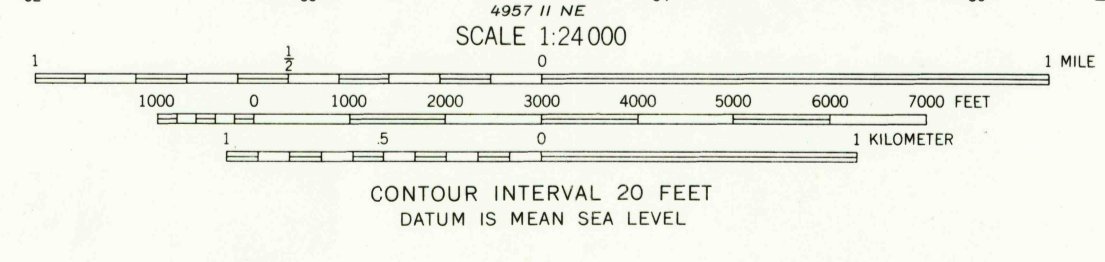 4957 II NE
SCALE 1:24 000
1 1/2 0 1 MILE
1000 0 1000 2000 3000 4000 5000 6000 7000 FEET
1 .5 0 1 KILOMETER
CONTOUR INTERVAL 20 FEET
DATUM IS MEAN SEA LEVEL